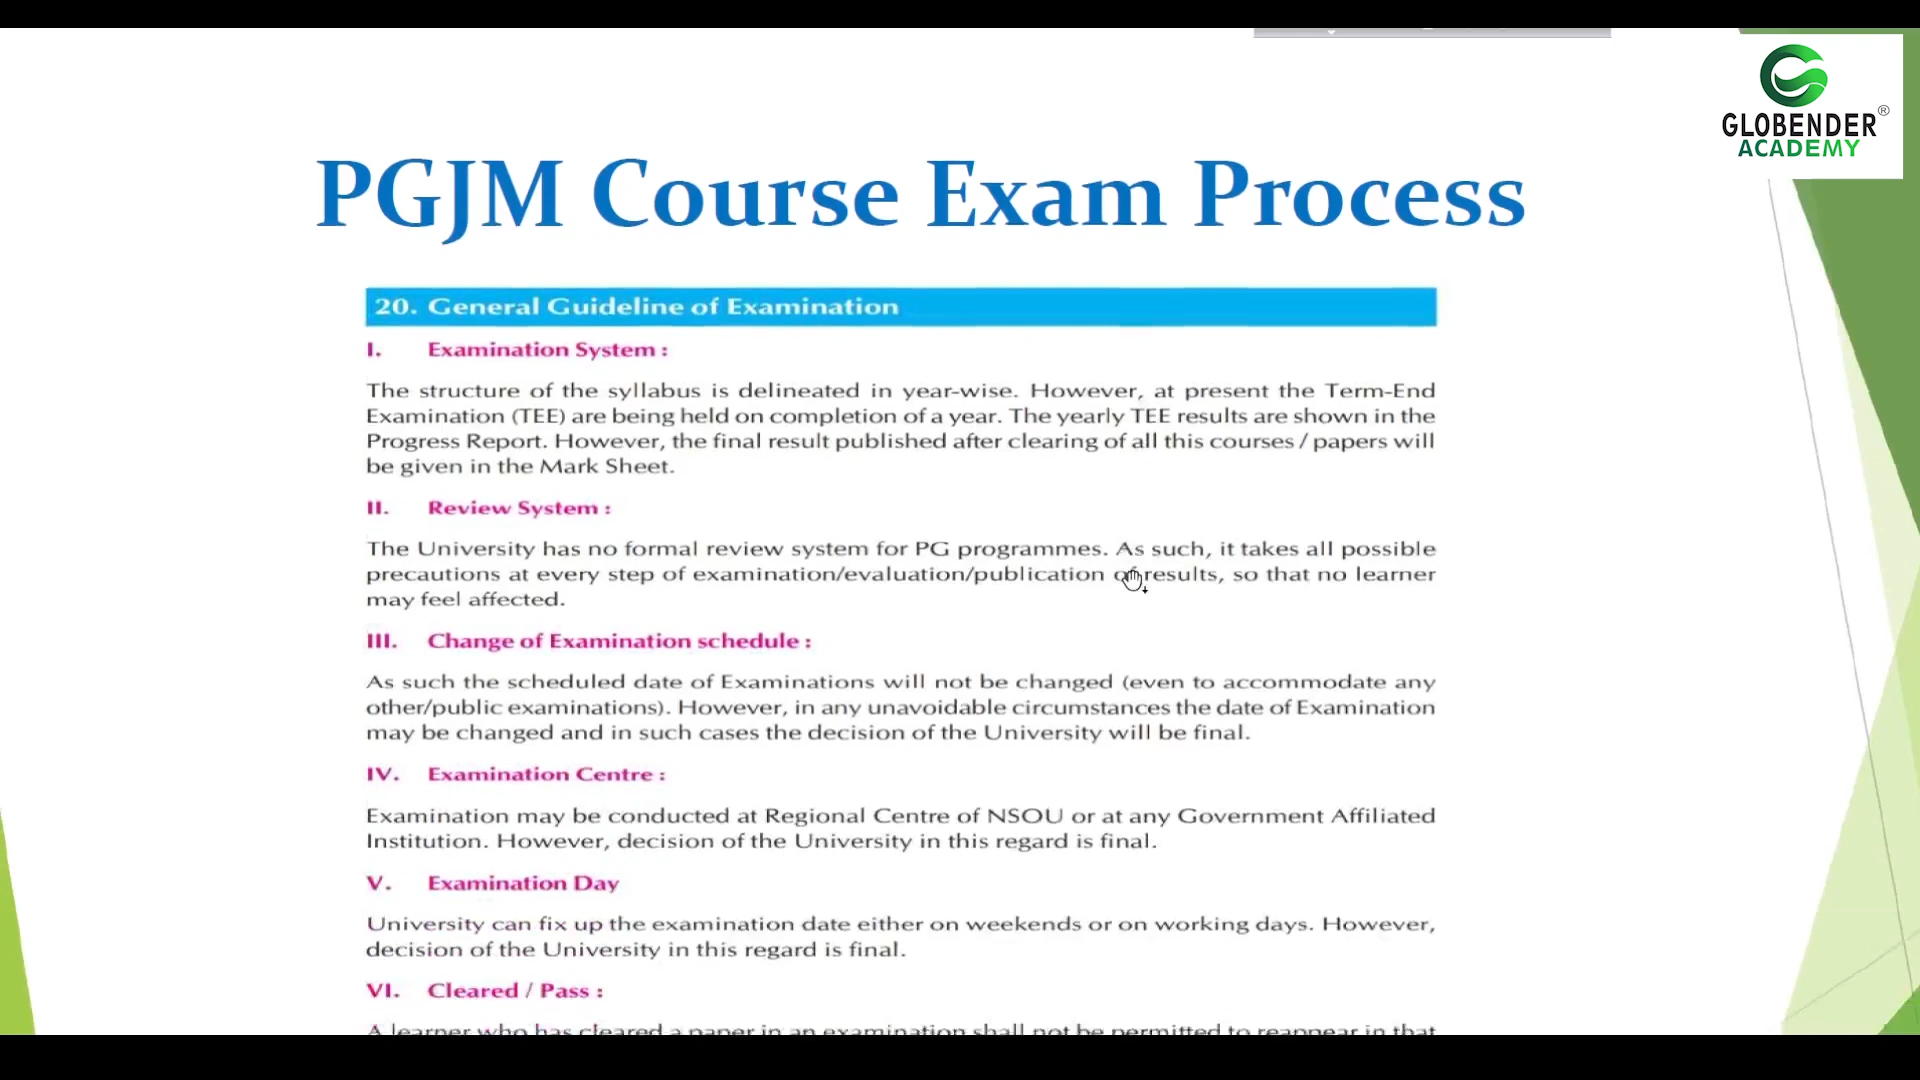 GLOBENDER®
ACADEMY
PGJM Course Exam Process
20. General Guideline of Examination
I. Examination System :
The structure of the syllabus is delineated in year-wise. However, at present the Term-End
Examination (TEE) are being held on completion of a year. The yearly TEE results are shown in the
Progress Report. However, the final result published after clearing of all this courses / papers will
be given in the Mark Sheet.
II. Review System :
The University has no formal review system for PG programmes. As such, it takes all possible
precautions at every step of examination/evaluation/publication of results, so that no learner
may feel affected.
III. Change of Examination schedule :
As such the scheduled date of Examinations will not be changed (even to accommodate any
other/public examinations). However, in any unavoidable circumstances the date of Examination
may be changed and in such cases the decision of the University will be final.
IV. Examination Centre :
Examination may be conducted at Regional Centre of NSOU or at any Government Affiliated
Institution. However, decision of the University in this regard is final.
V. Examination Day
University can fix up the examination date either on weekends or on working days. However,
decision of the University in this regard is final.
VI. Cleared / Pass :
A learner who has cleared a paper in an examination shall not be permitted to reappear in that